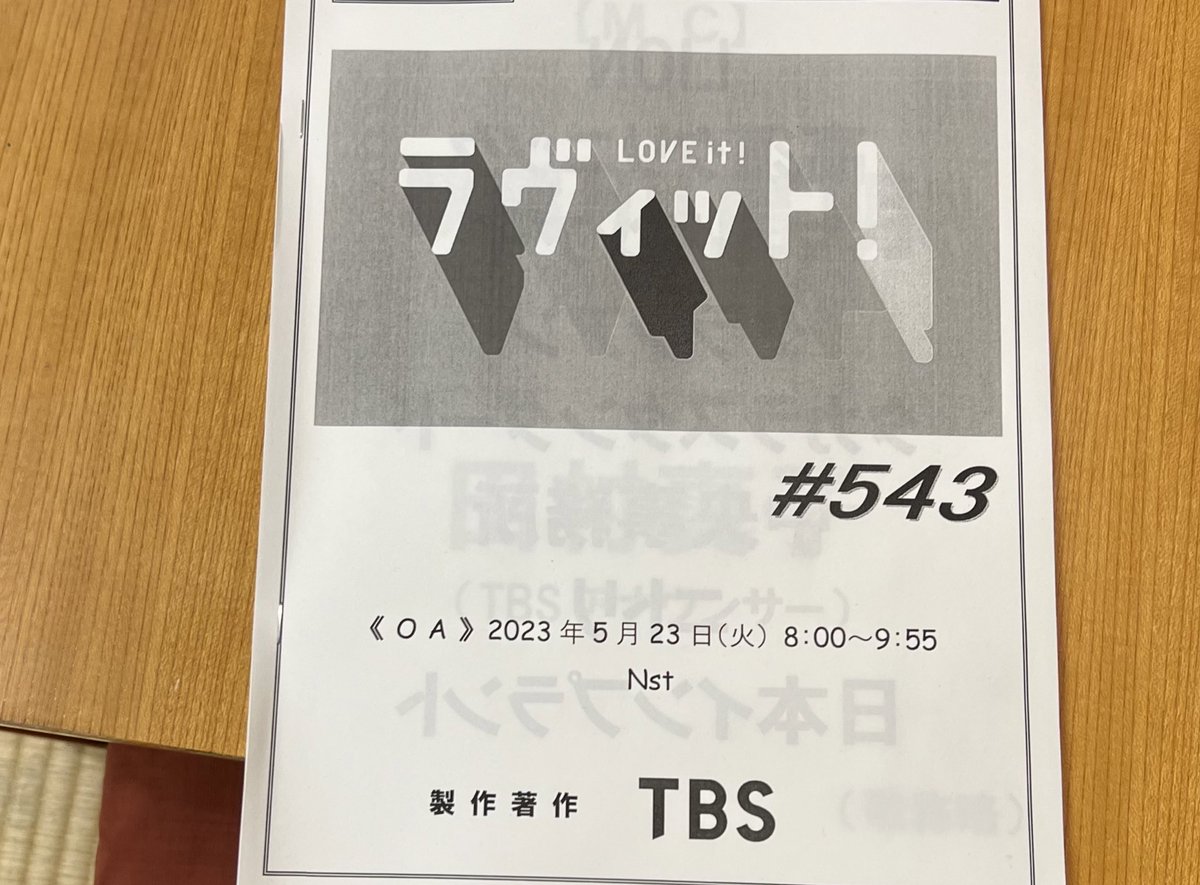 LOVE it!
ラヴィット!
#543
《OA》2023年5月23日(火) 8:00～9:55
Nst
製作著作 TBS